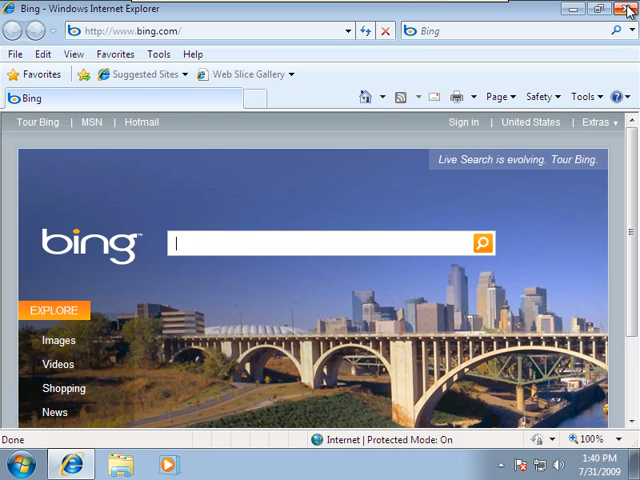 Bing - Windows Internet Explorer
http://www.bing.com/
Bing
File Edit View Favorites Tools Help
Favorites Suggested Sites Web Slice Gallery
Bing
Page Safety Tools
Tour Bing | MSN | Hotmail
Sign in | United States | Extras
Live Search is evolving. Tour Bing.
bing™
EXPLORE
Images
Videos
Shopping
News
Done
Internet | Protected Mode: On
100%
1:40 PM
7/31/2009